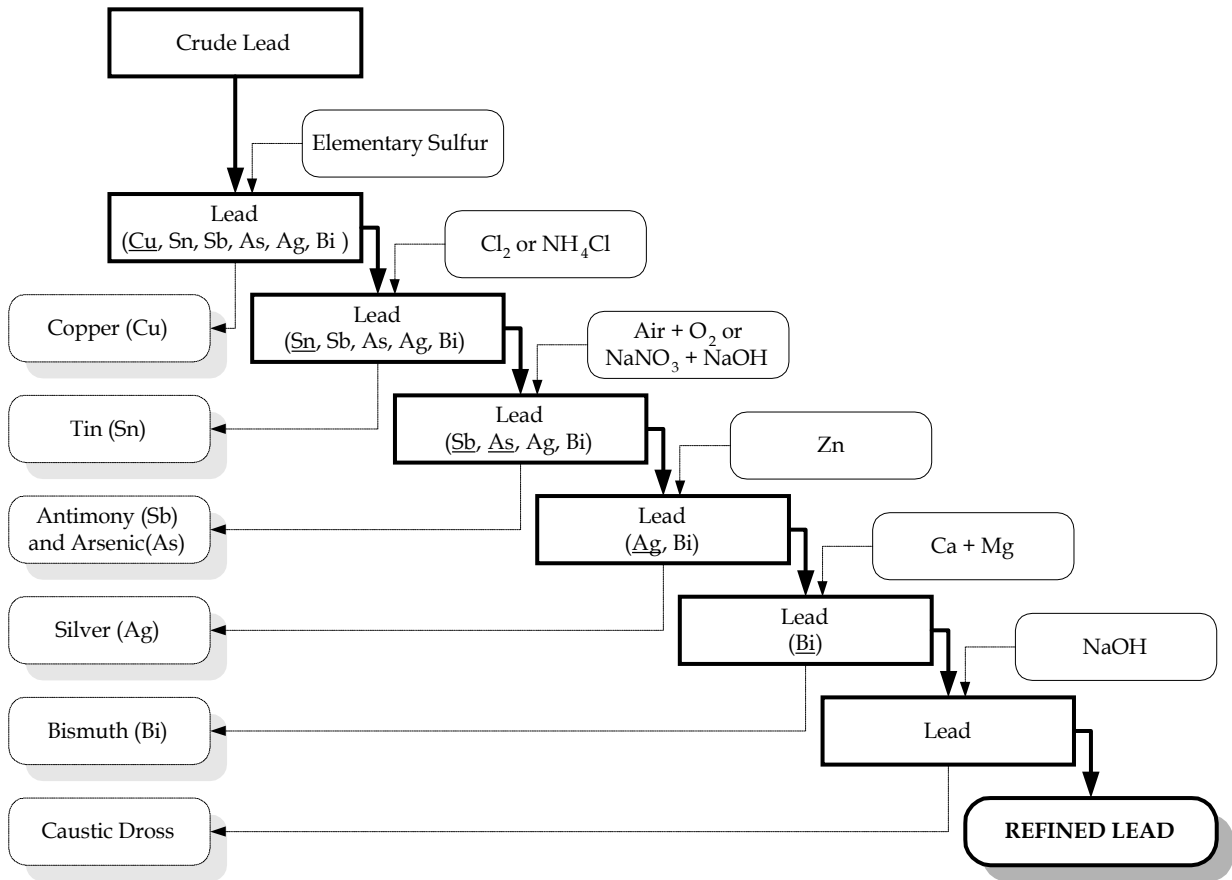 Crude Lead
Elementary Sulfur
Lead
(Cu, Sn, Sb, As, Ag, Bi )
Cl2 or NH4Cl
Copper (Cu)
Lead
(Sn, Sb, As, Ag, Bi)
Air + O2 or
NaNO3 + NaOH
Tin (Sn)
Lead
(Sb, As, Ag, Bi)
Zn
Antimony (Sb)
and Arsenic(As)
Lead
(Ag, Bi)
Ca + Mg
Silver (Ag)
Lead
(Bi)
NaOH
Bismuth (Bi)
Lead
Caustic Dross
REFINED LEAD